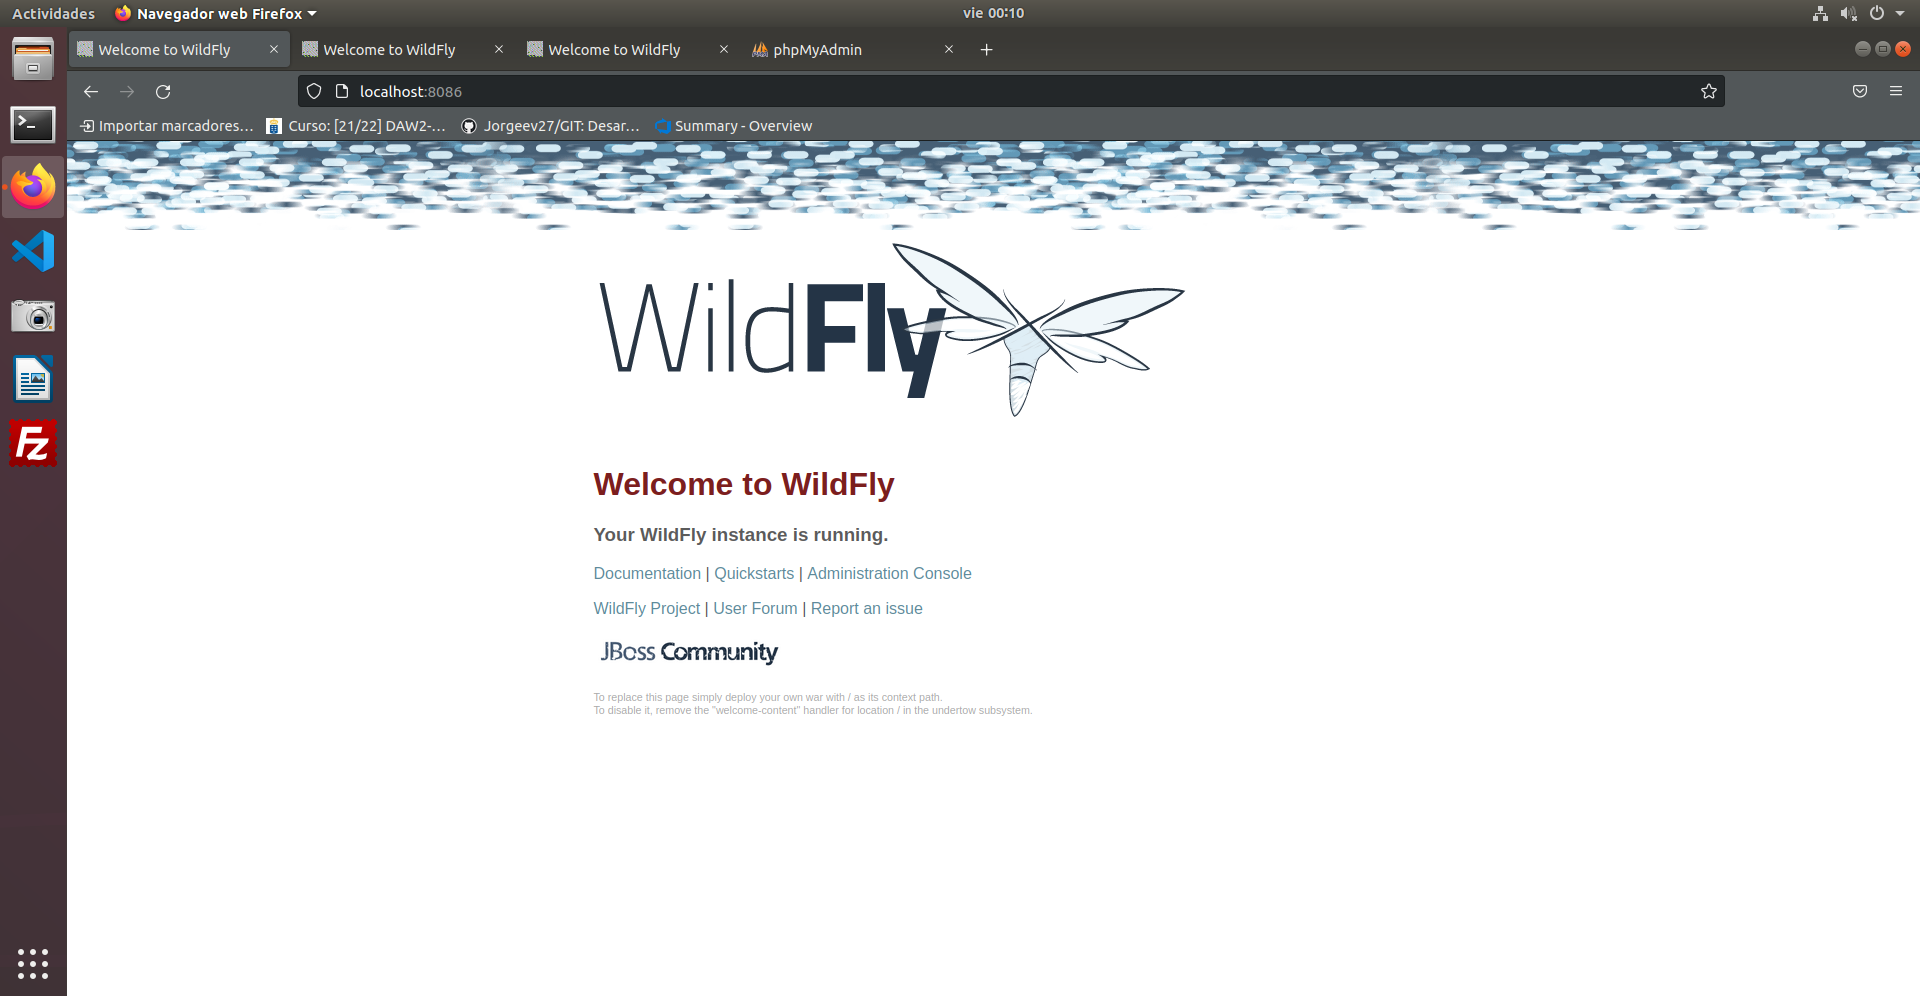 Actividades Navegador web Firefox vie 00:10
Welcome to WildFly Welcome to WildFly Welcome to WildFly phpMyAdmin
localhost:8086
Importar marcadores... Curso: [21/22] DAW2-... Jorgeev27/GIT: Desar... Summary - Overview
WildFly
Welcome to WildFly
Your WildFly instance is running.
Documentation | Quickstarts | Administration Console
WildFly Project | User Forum | Report an issue
JBoss Community
To replace this page simply deploy your own war with / as its context path.
To disable it, remove the "welcome-content" handler for location / in the undertow subsystem.
Fz